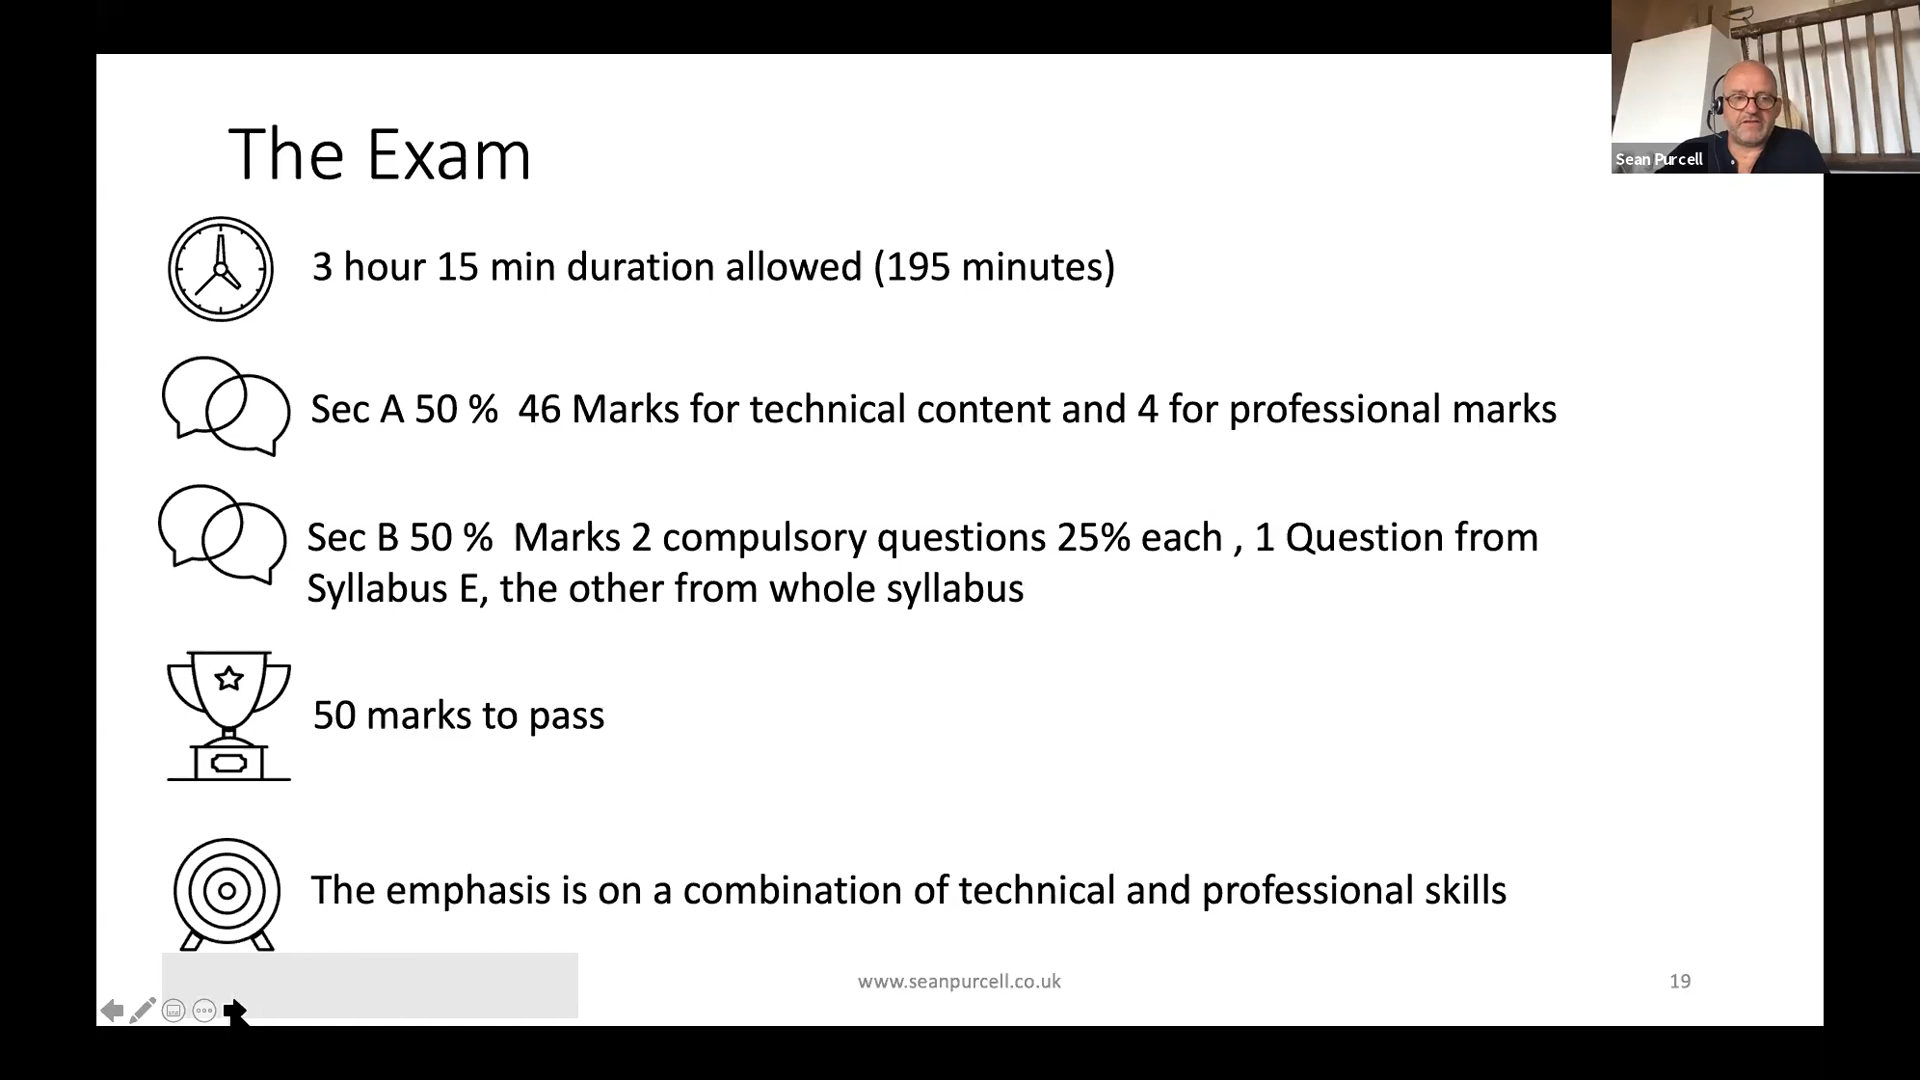 The Exam
Sean Purcell
3 hour 15 min duration allowed (195 minutes)
Sec A 50 %  46 Marks for technical content and 4 for professional marks
Sec B 50 %  Marks 2 compulsory questions 25% each , 1 Question from
Syllabus E, the other from whole syllabus
50 marks to pass
The emphasis is on a combination of technical and professional skills
www.seanpurcell.co.uk
19